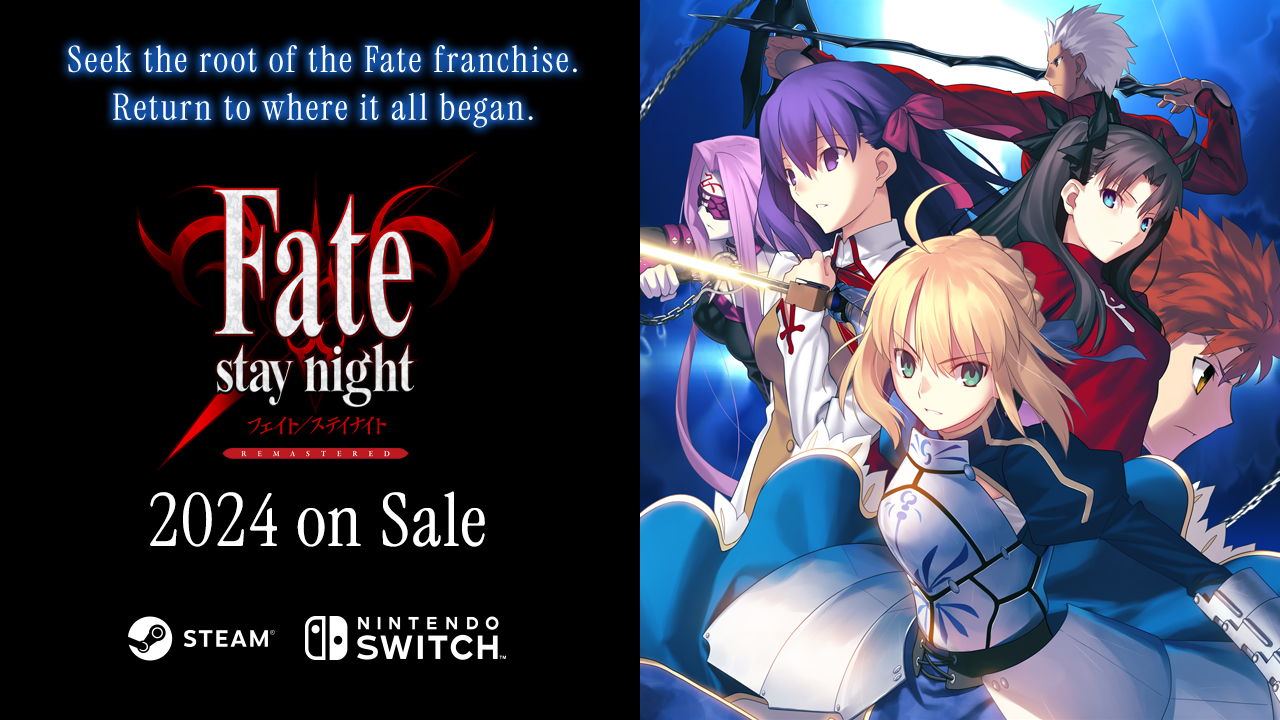 Seek the root of the Fate franchise.
Return to where it all began.
Fate
stay night
フェイト/ステイナイト
REMASTERED
2024 on Sale
STEAM®
NINTENDO
SWITCH™